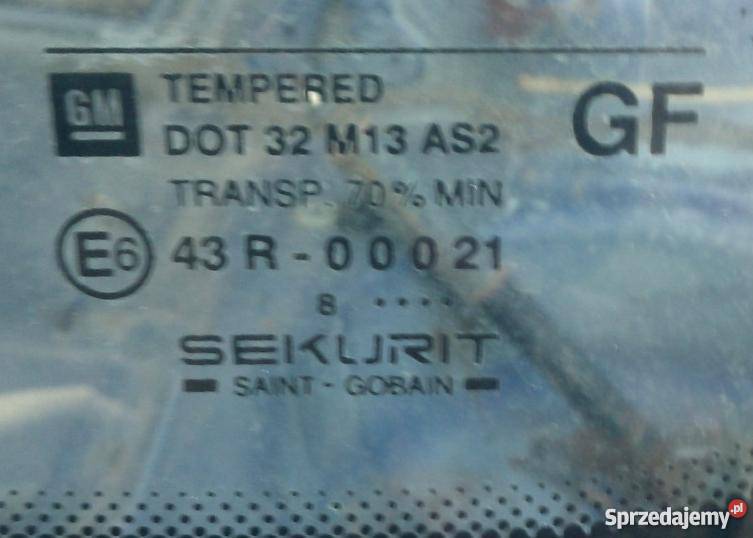 GM TEMPERED GF
DOT 32 M13 AS2
TRANSP. 70% MIN
E6 43 R - 00021
8 ····
SEKURIT
SAINT - GOBAIN
Sprzedajemy.pl